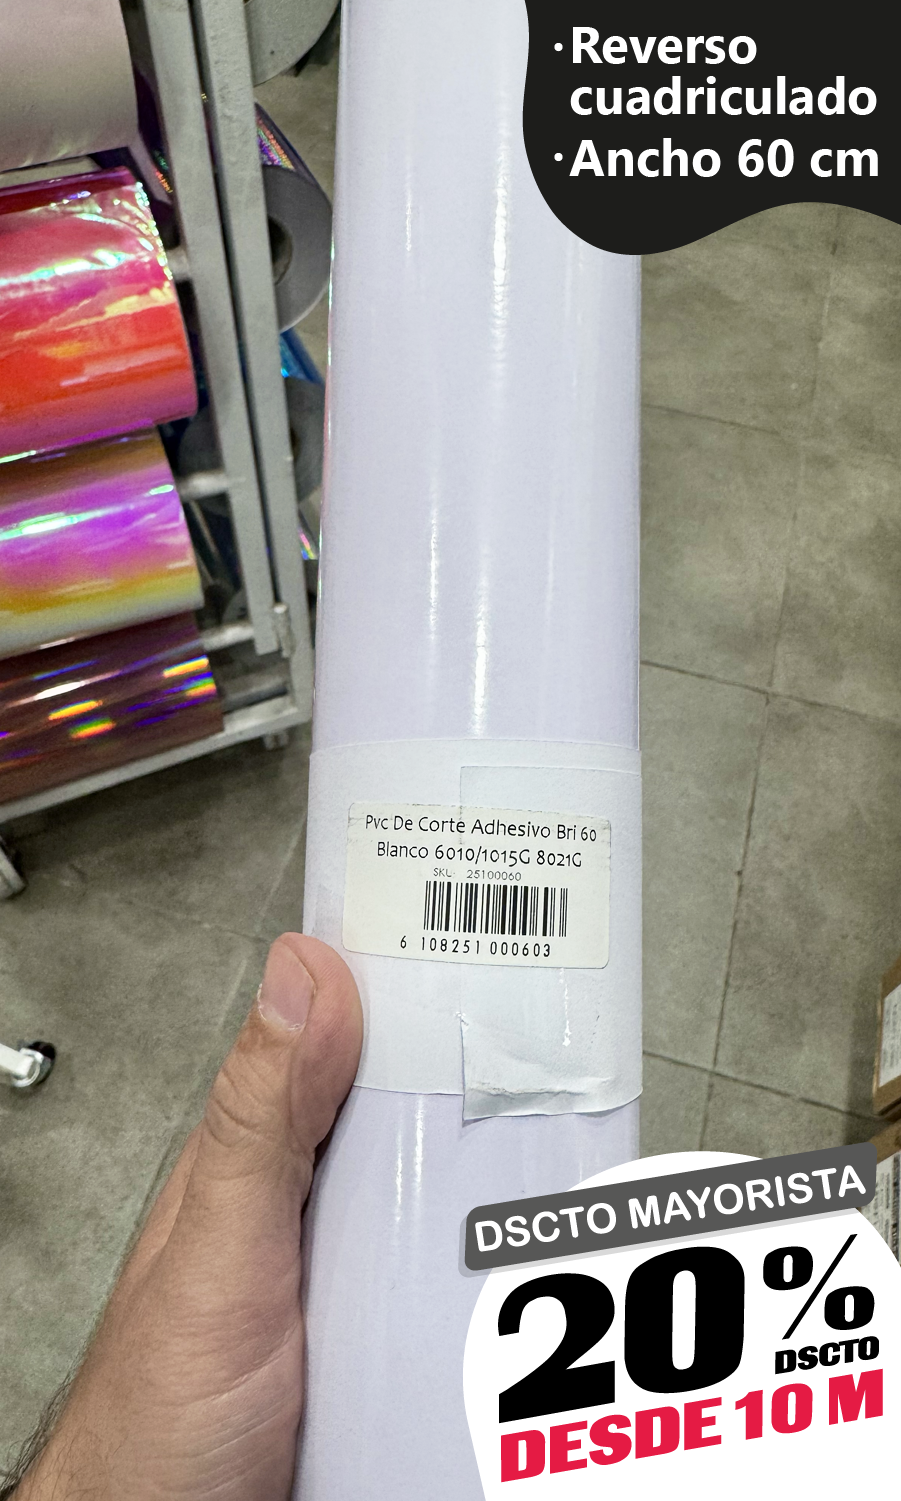 · Reverso
cuadriculado
· Ancho 60 cm
Pvc De Corte Adhesivo Bri 60
Blanco 6010/1015G 8021G
SKU: 25100060
6 108251 000603
DSCTO MAYORISTA
20%
DSCTO
DESDE 10 M